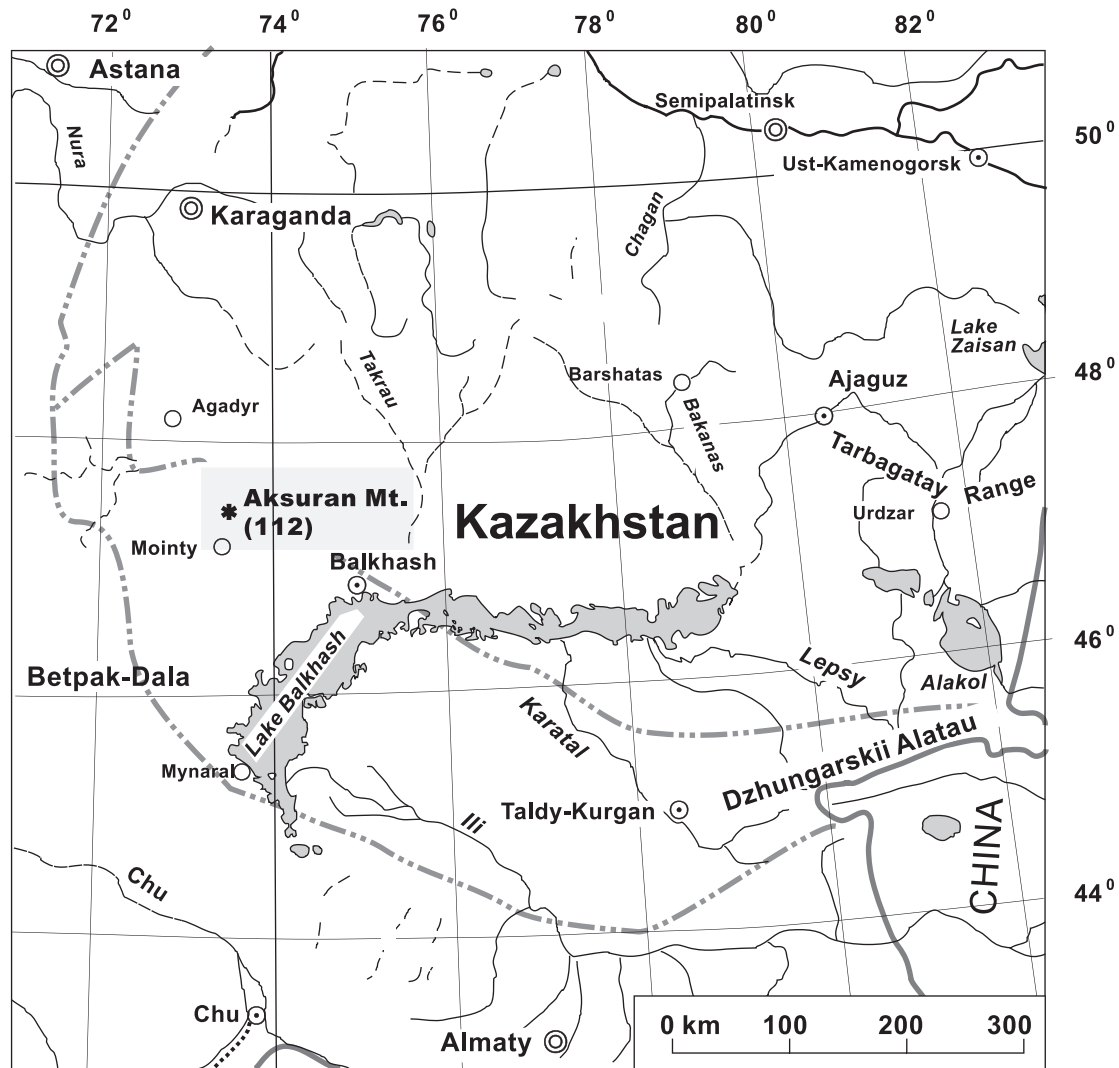 72⁰ 74⁰ 76⁰ 78⁰ 80⁰ 82⁰
Astana
Semipalatinsk
50⁰
Nura
Ust-Kamenogorsk
Karaganda
Chagan
Lake
Zaisan
Takrau
Barshatas
Ajaguz
48⁰
Agadyr
Bakanas
Tarbagatay
Range
Aksuran Mt.
(112)
Kazakhstan
Urdzar
Mointy
Balkhash
46⁰
Betpak-Dala
Lake Balkhash
Lepsy
Alakol
Karatal
Mynaral
Dzhungarskii Alatau
Taldy-Kurgan
Ili
CHINA
44⁰
Chu
Chu
Almaty
0 km 100 200 300